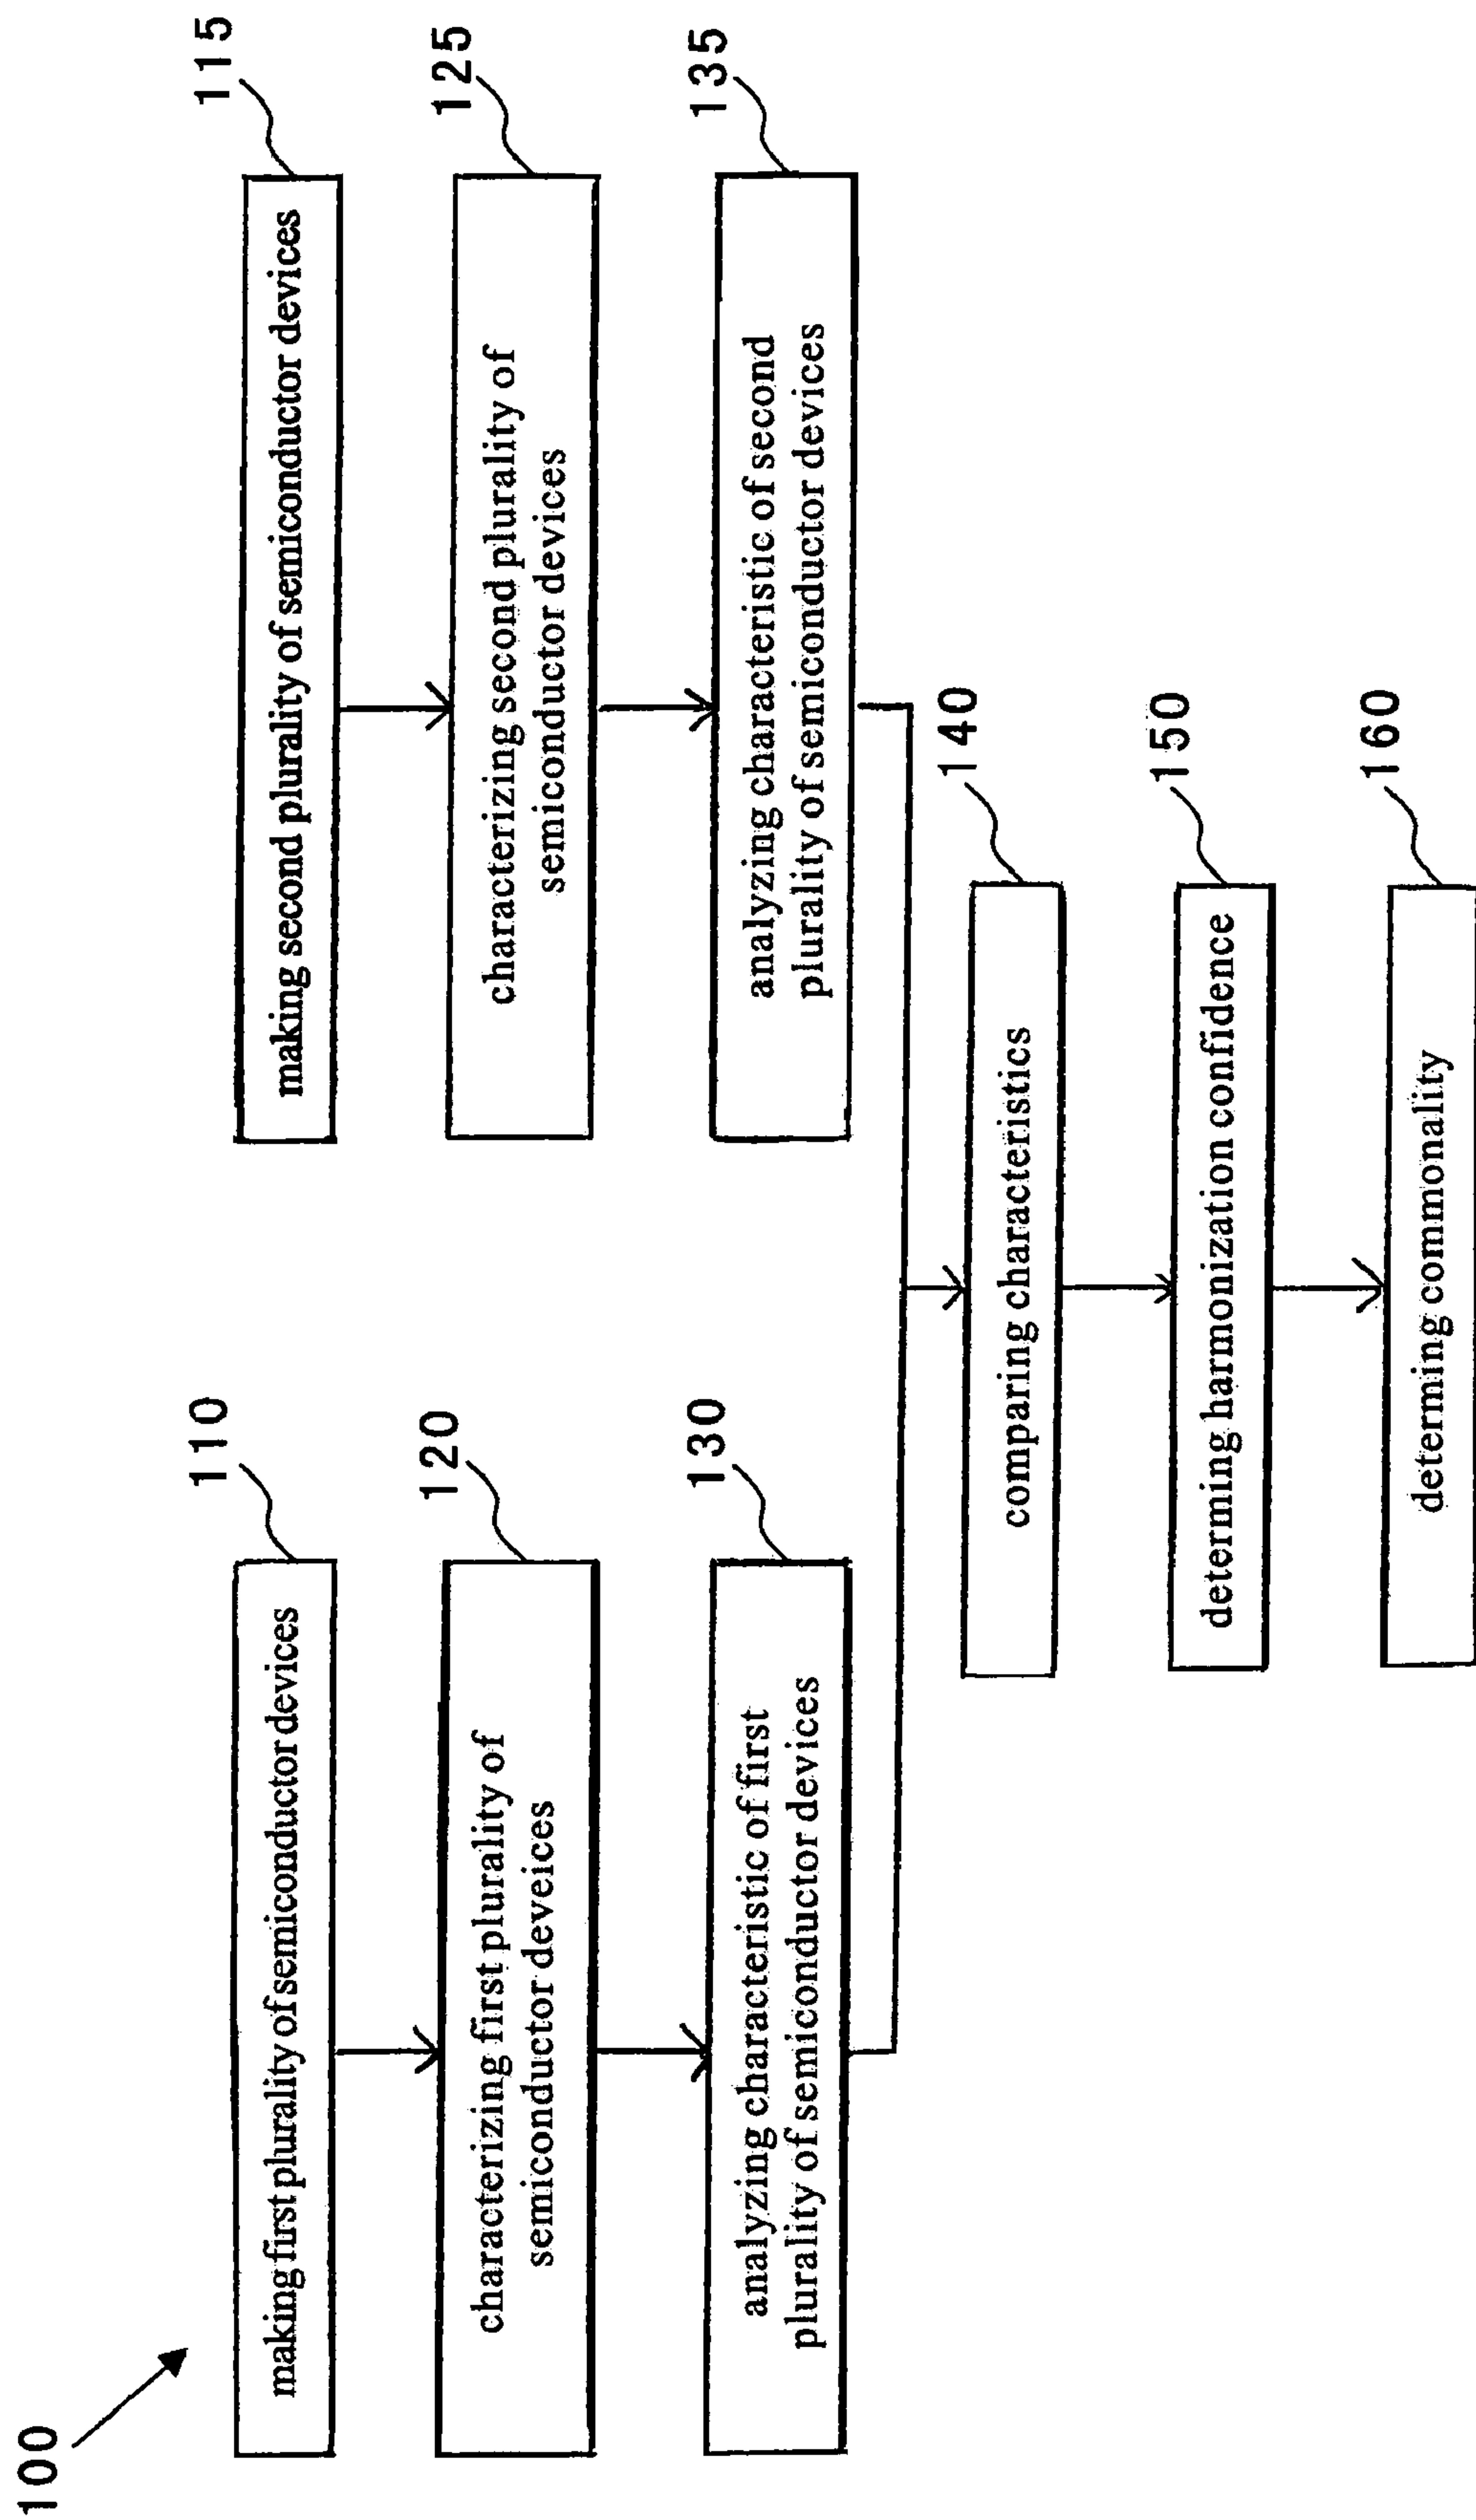 100
110
making first plurality of semiconductor devices
115
making second plurality of semiconductor devices
120
characterizing first plurality of
semiconductor deveices
125
characterizing second plurality of
semiconductor devices
130
analyzing characteristic of first
plurality of semiconductor devices
135
analyzing characteristic of second
plurality of semiconductor devices
140
comparing characteristics
150
determing harmonization confidence
160
determing commonality